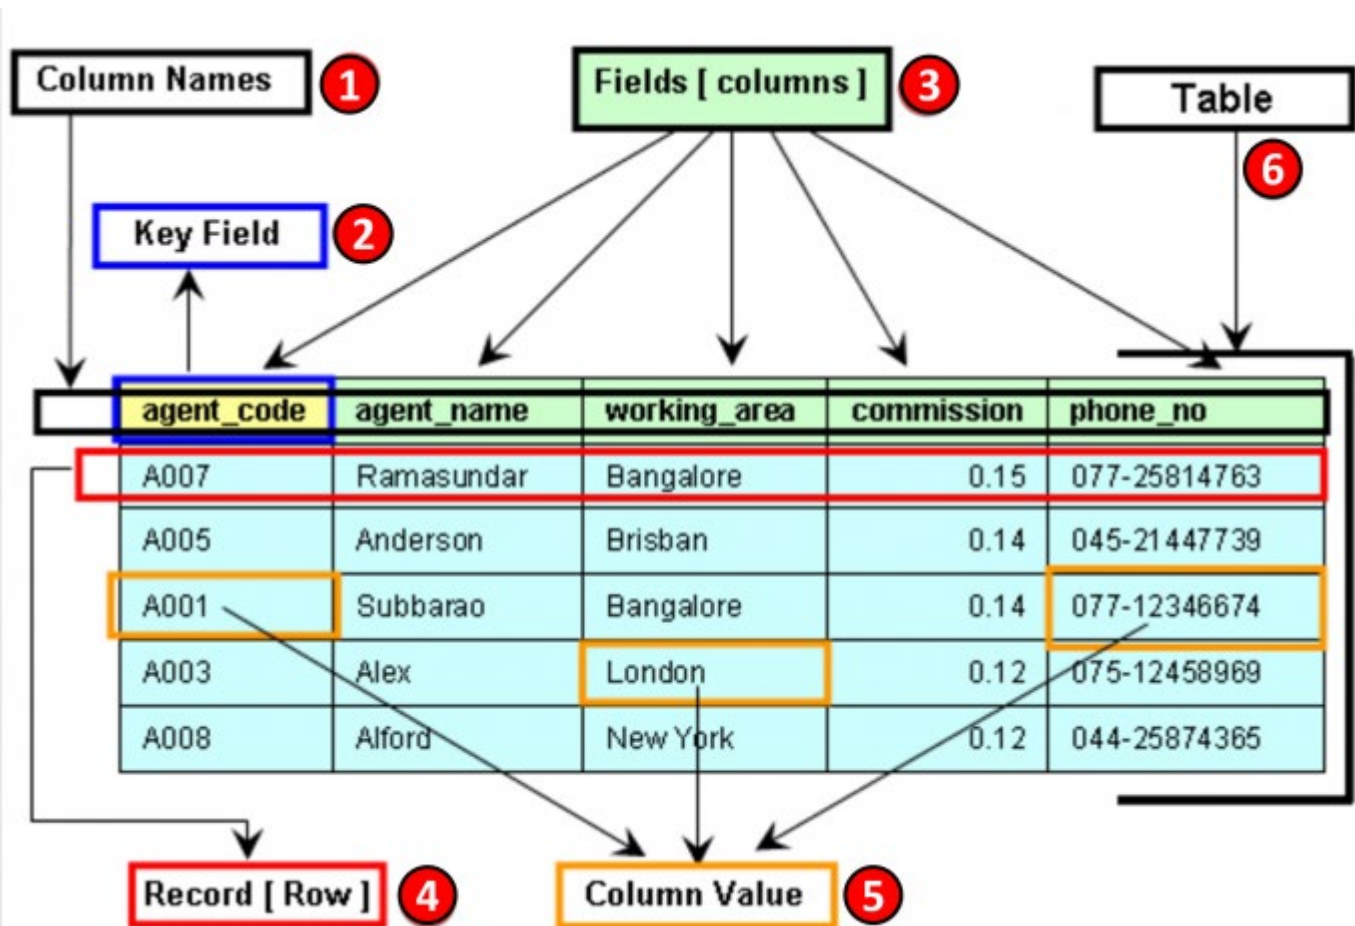 Column Names 1
Fields [ columns ] 3
Table
6
Key Field 2
agent_code agent_name working_area commission phone_no
A007 Ramasundar Bangalore 0.15 077-25814763
A005 Anderson Brisban 0.14 045-21447739
A001 Subbarao Bangalore 0.14 077-12346674
A003 Alex London 0.12 075-12458969
A008 Alford New York 0.12 044-25874365
Record [ Row ] 4
Column Value 5